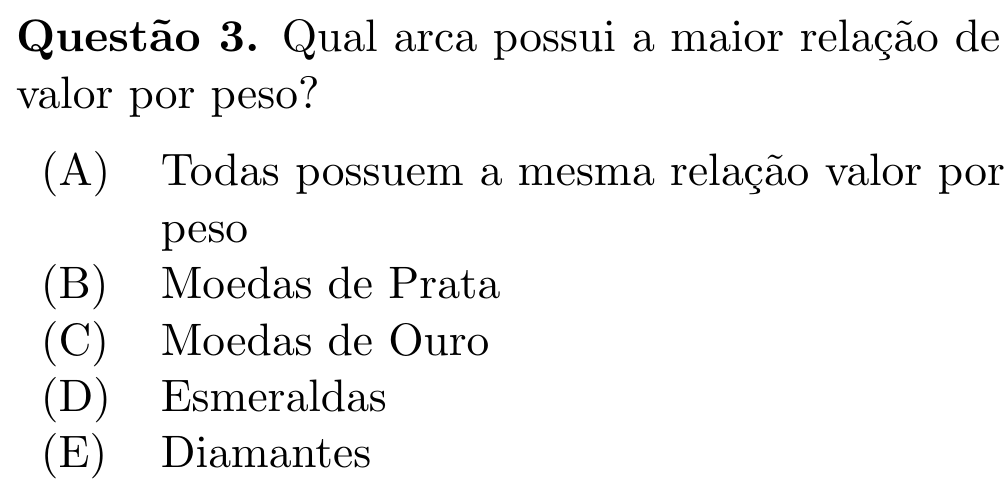 Questão 3. Qual arca possui a maior relação de
valor por peso?
(A) Todas possuem a mesma relação valor por
peso
(B) Moedas de Prata
(C) Moedas de Ouro
(D) Esmeraldas
(E) Diamantes